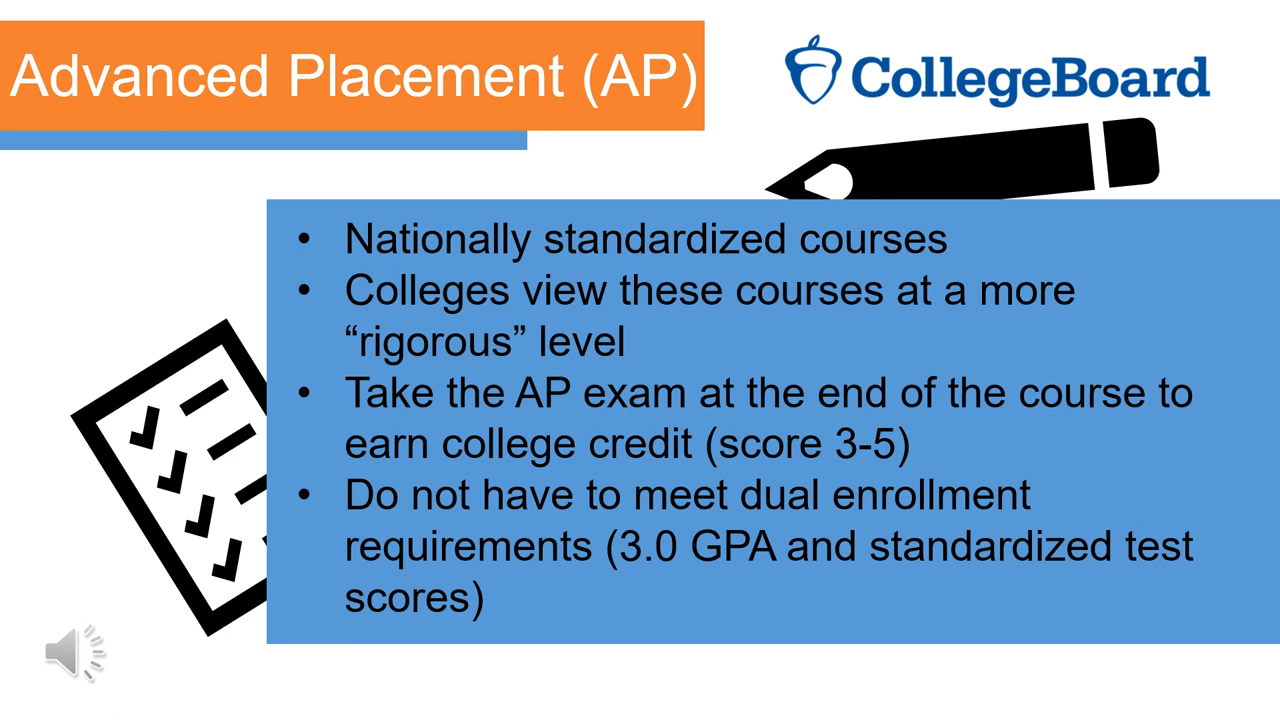 Advanced Placement (AP)
CollegeBoard
• Nationally standardized courses
• Colleges view these courses at a more
“rigorous” level
• Take the AP exam at the end of the course to
earn college credit (score 3-5)
• Do not have to meet dual enrollment
requirements (3.0 GPA and standardized test
scores)